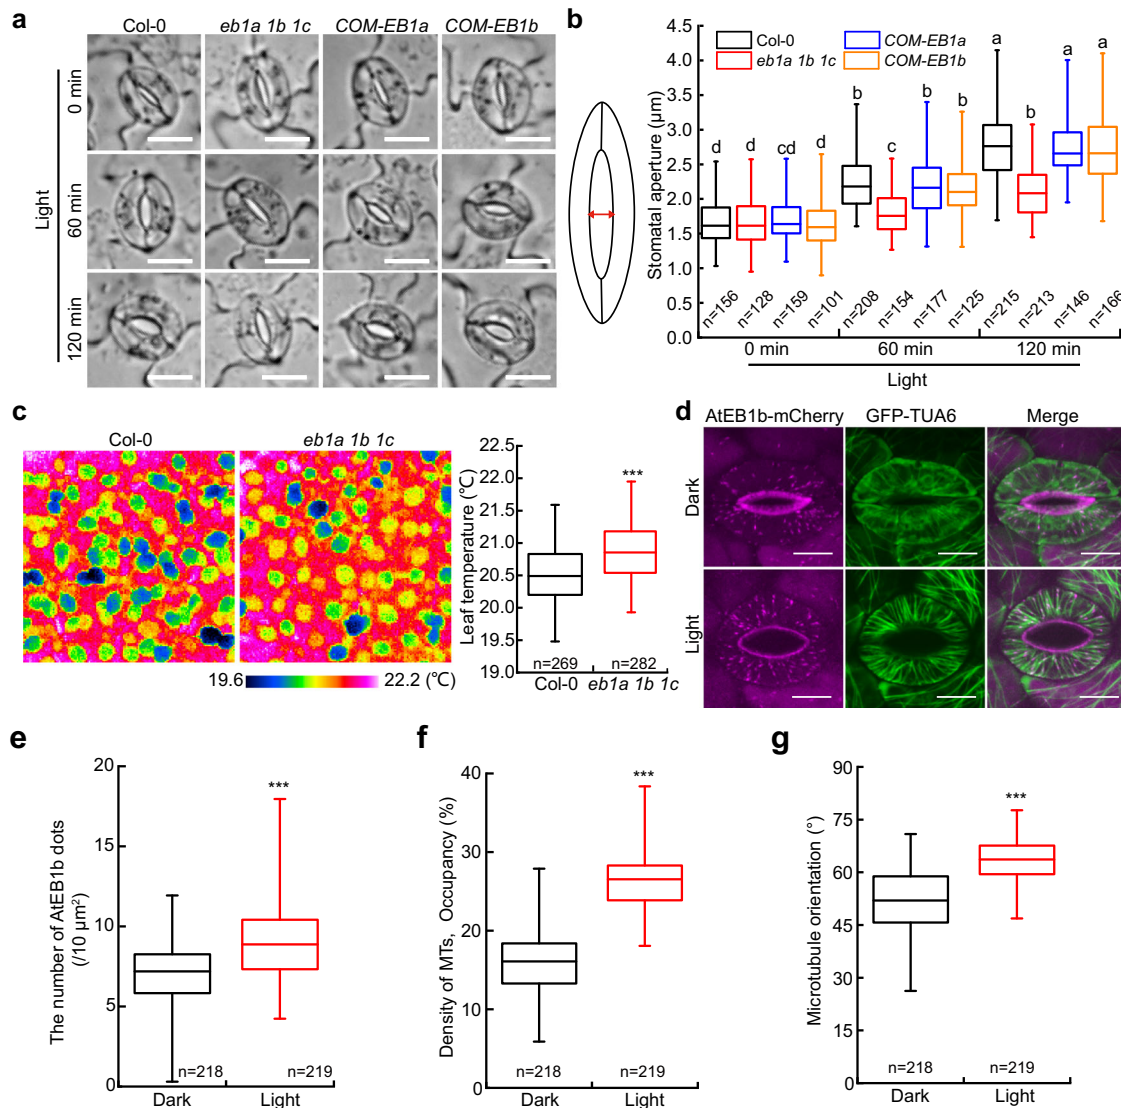 a
Col-0 eb1a 1b 1c COM-EB1a COM-EB1b
Light
0 min
60 min
120 min
b
Stomatal aperture (μm)
4.5
4.0
3.5
3.0
2.5
2.0
1.5
1.0
0.5
0.0
Col-0 COM-EB1a
eb1a 1b 1c COM-EB1b
d d cd d b c b b a b a a
n=156 n=128 n=159 n=101 n=208 n=154 n=177 n=125 n=215 n=213 n=146 n=166
0 min 60 min 120 min
Light
c
Col-0 eb1a 1b 1c
19.6 22.2 (℃)
Leaf temperature (℃)
22.5
22.0
21.5
21.0
20.5
20.0
19.5
19.0
***
n=269 n=282
Col-0 eb1a 1b 1c
d
AtEB1b-mCherry GFP-TUA6 Merge
Dark
Light
e
The number of AtEB1b dots
(/10 μm²)
20
15
10
5
0
***
n=218 n=219
Dark Light
f
Density of MTs, Occupancy (%)
40
30
20
10
0
***
n=218 n=219
Dark Light
g
Microtubule orientation (°)
90
75
60
45
30
15
0
***
n=218 n=219
Dark Light